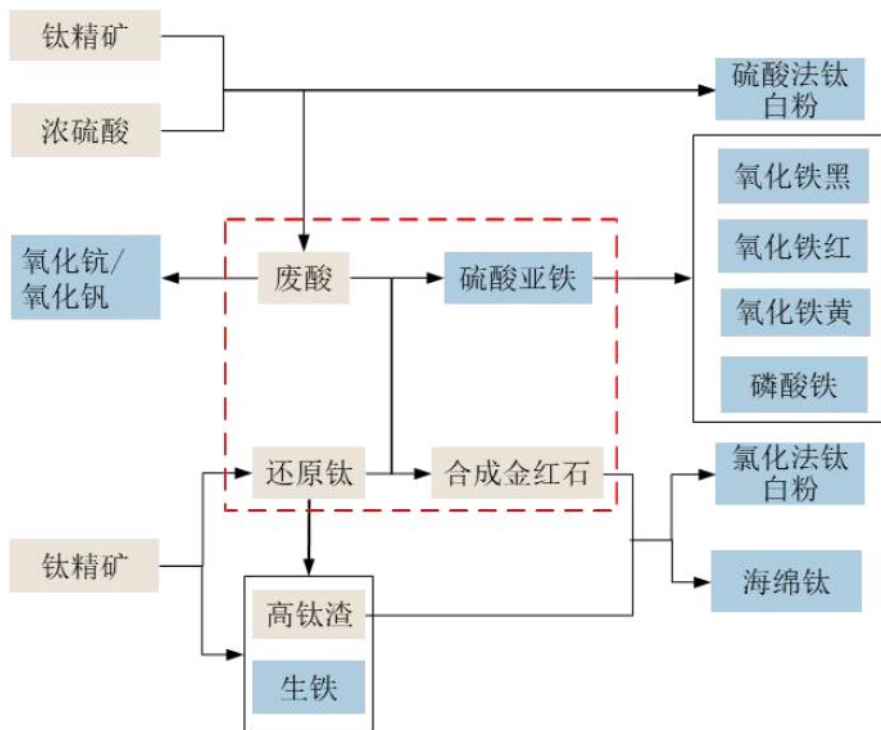 钛精矿
硫酸法钛
白粉
浓硫酸
氧化铁黑
氧化铁红
氧化钪/
氧化钒
废酸
硫酸亚铁
氧化铁黄
磷酸铁
还原钛
合成金红石
氯化法钛
白粉
钛精矿
海绵钛
高钛渣
生铁